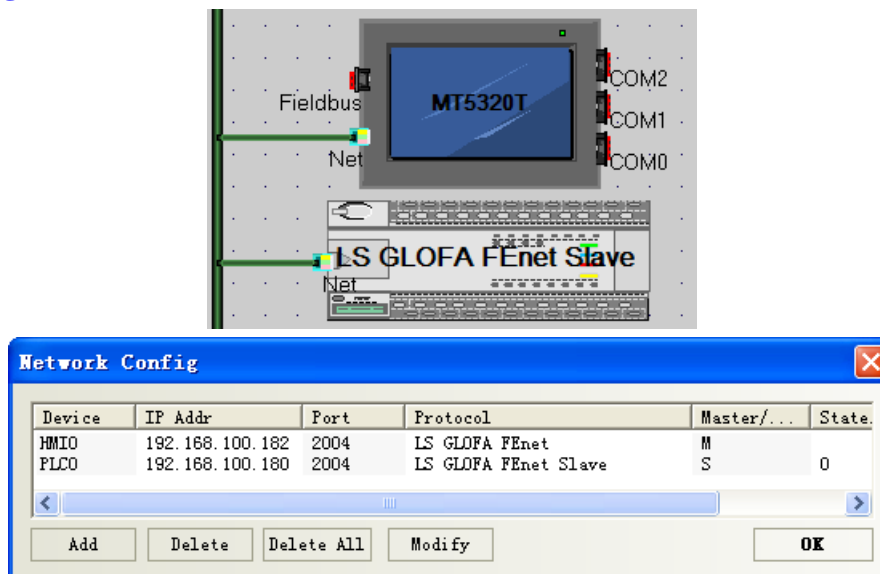 COM2
Fieldbus
MT5320T
COM1
Net
COM0
LS GLOFA FEnet Slave
Net
Network Config
Device IP Addr Port Protocol Master/... State.
HMI0 192.168.100.182 2004 LS GLOFA FEnet M
PLC0 192.168.100.180 2004 LS GLOFA FEnet Slave S 0
Add Delete Delete All Modify OK